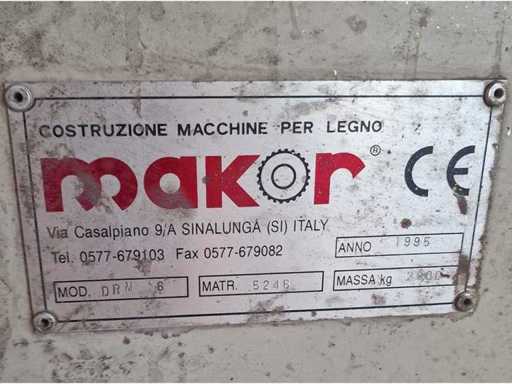 COSTRUZIONE MACCHINE PER LEGNO
makor ® CE
Via Casalpiano 9/A SINALUNGA (SI) ITALY
Tel. 0577-679103 Fax 0577-679082
ANNO 1995
MOD. 6 MATR. 5246 MASSA kg